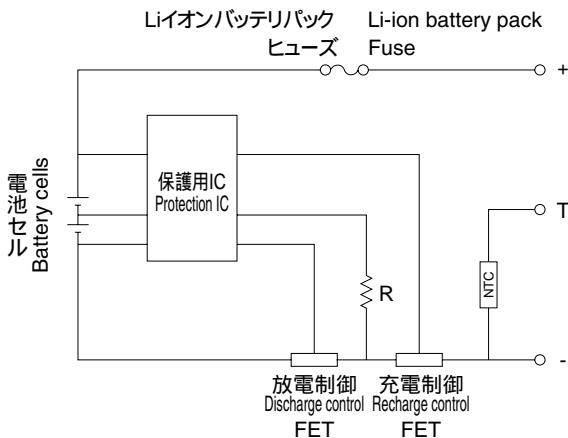 Liイオンバッテリパック Li-ion battery pack
ヒューズ Fuse
+
保護用IC
Protection IC
電池セル
Battery cells
T
NTC
R
-
放電制御 充電制御
Discharge control Recharge control
FET FET